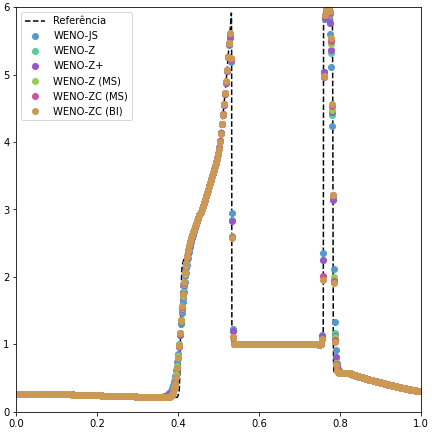 Referência
WENO-JS
WENO-Z
WENO-Z+
WENO-Z (MS)
WENO-ZC (MS)
WENO-ZC (BI)
6
5
4
3
2
1
0
0.0 0.2 0.4 0.6 0.8 1.0